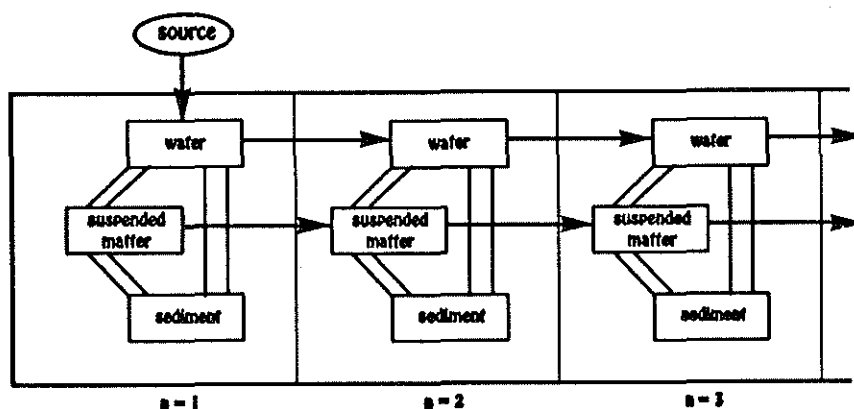 source
water
water
water
suspended
matter
suspended
matter
suspended
matter
sediment
sediment
sediment
n = 1
n = 2
n = 3